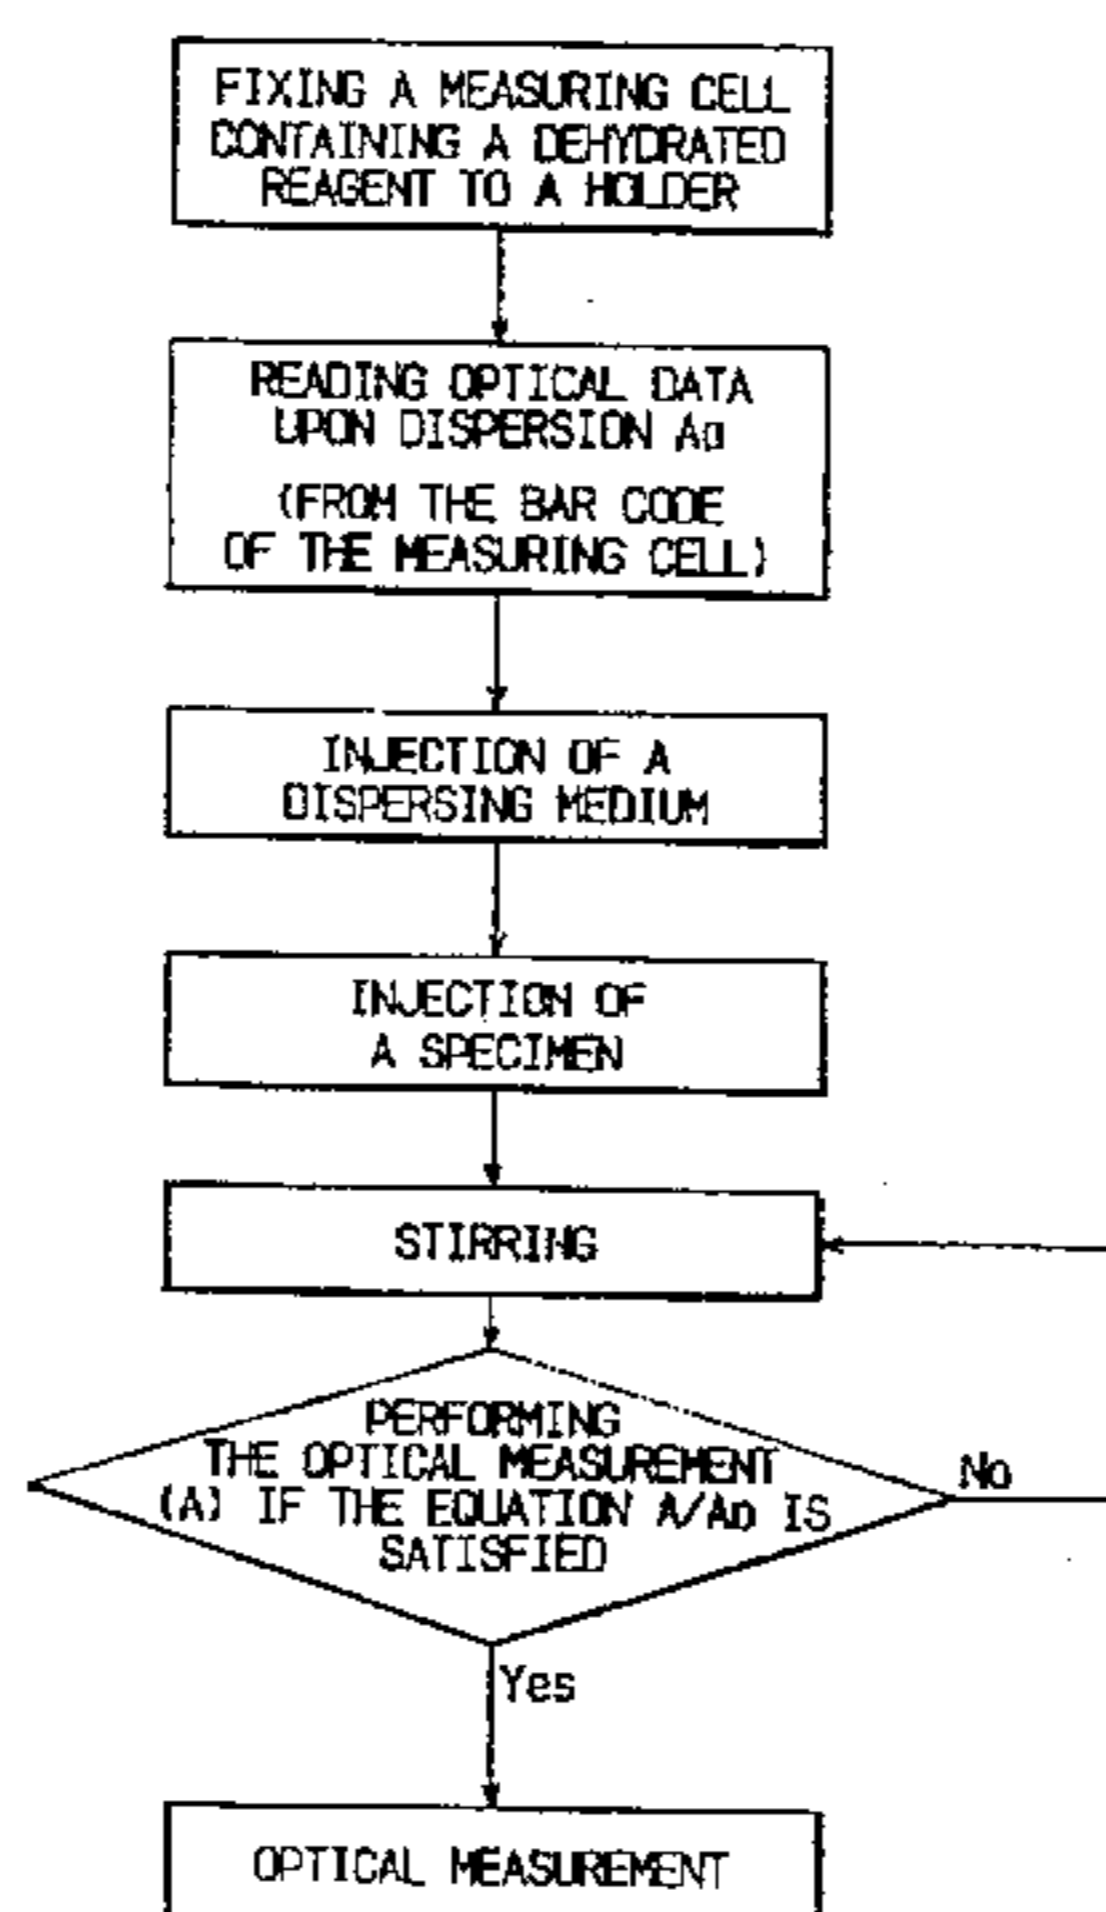 FIXING A MEASURING CELL
CONTAINING A DEHYDRATED
REAGENT TO A HOLDER
READING OPTICAL DATA
UPON DISPERSION Ao
(FROM THE BAR CODE
OF THE MEASURING CELL)
INJECTION OF A
DISPERSING MEDIUM
INJECTION OF
A SPECIMEN
STIRRING
PERFORMING
THE OPTICAL MEASUREMENT
(A) IF THE EQUATION A/Ao IS
SATISFIED
No
Yes
OPTICAL MEASUREMENT